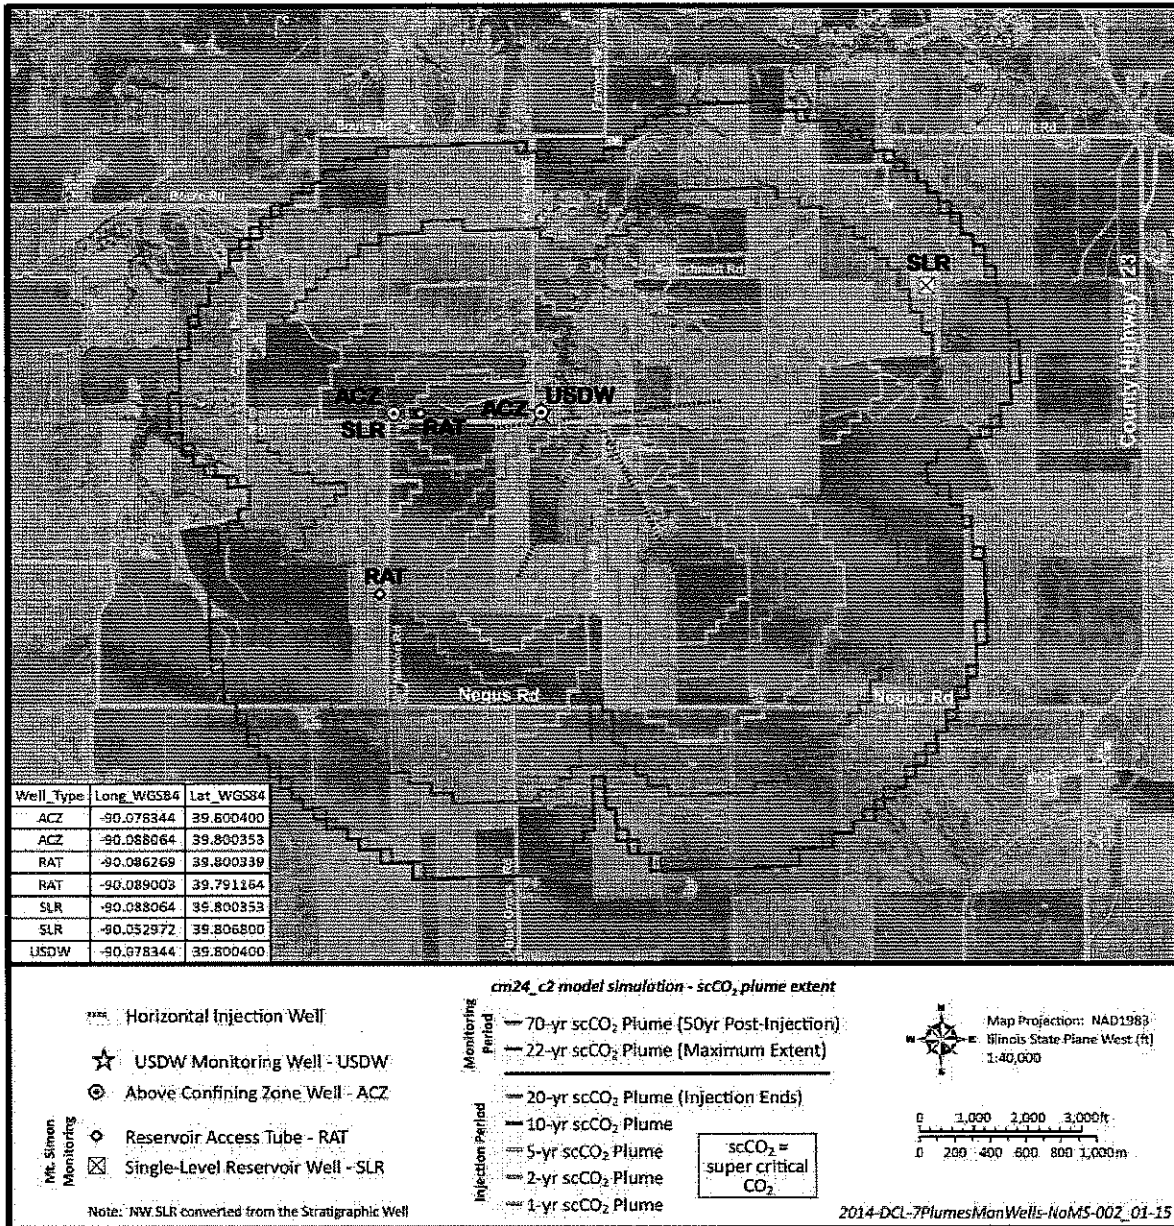 Negus Rd
Negus Rd
County Highway 123
SLR
ACZ
USDW
ACZ
SLR
RAT
RAT
Well_Type Long_WGS84 Lat_WGS84
ACZ -90.078344 39.800400
ACZ -90.088064 39.800353
RAT -90.086269 39.800339
RAT -90.089003 39.791264
SLR -90.088064 39.800353
SLR -90.052972 39.806800
USDW -90.078344 39.800400
Horizontal Injection Well
USDW Monitoring Well - USDW
Above Confining Zone Well - ACZ
Mt. Simon Monitoring
Reservoir Access Tube - RAT
Single-Level Reservoir Well - SLR
Note: NW SLR converted from the Stratigraphic Well
cm24_c2 model simulation - scCO₂ plume extent
Monitoring Period
70-yr scCO₂ Plume (50yr Post-Injection)
22-yr scCO₂ Plume (Maximum Extent)
Injection Period
20-yr scCO₂ Plume (Injection Ends)
10-yr scCO₂ Plume
5-yr scCO₂ Plume
2-yr scCO₂ Plume
1-yr scCO₂ Plume
scCO₂ =
super critical
CO₂
N
W E
S
Map Projection: NAD1983
Illinois State Plane West (ft)
1:40,000
0 1,000 2,000 3,000ft
0 200 400 600 800 1,000m
2014-DCL-7PlumesMonWells-NoMS-002_01-15